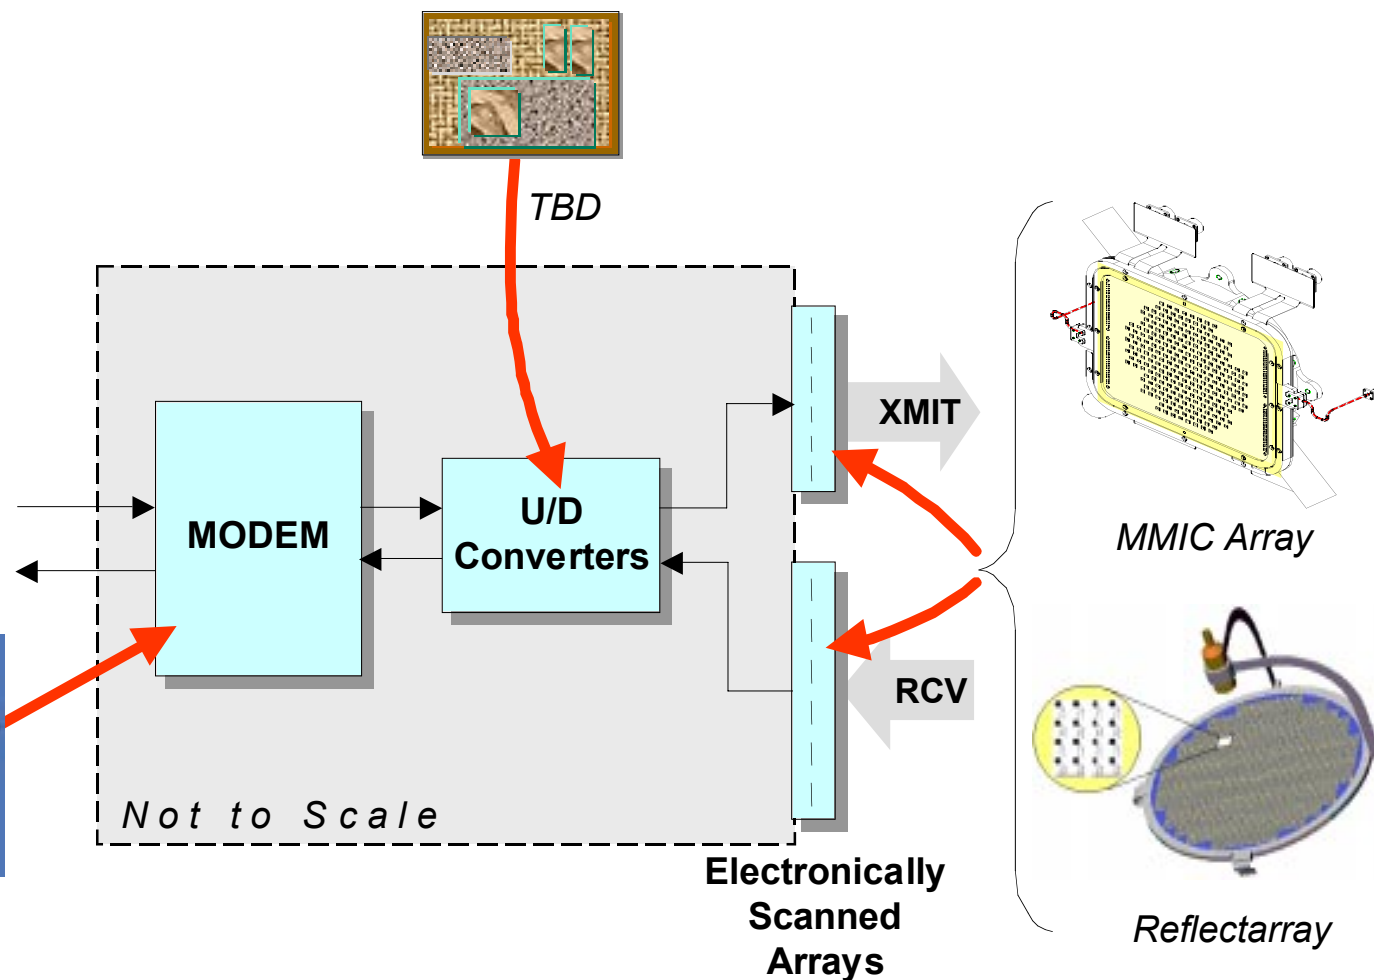 TBD
XMIT
MODEM
U/D
Converters
MMIC Array
RCV
Not to Scale
Electronically
Scanned
Arrays
Reflectarray